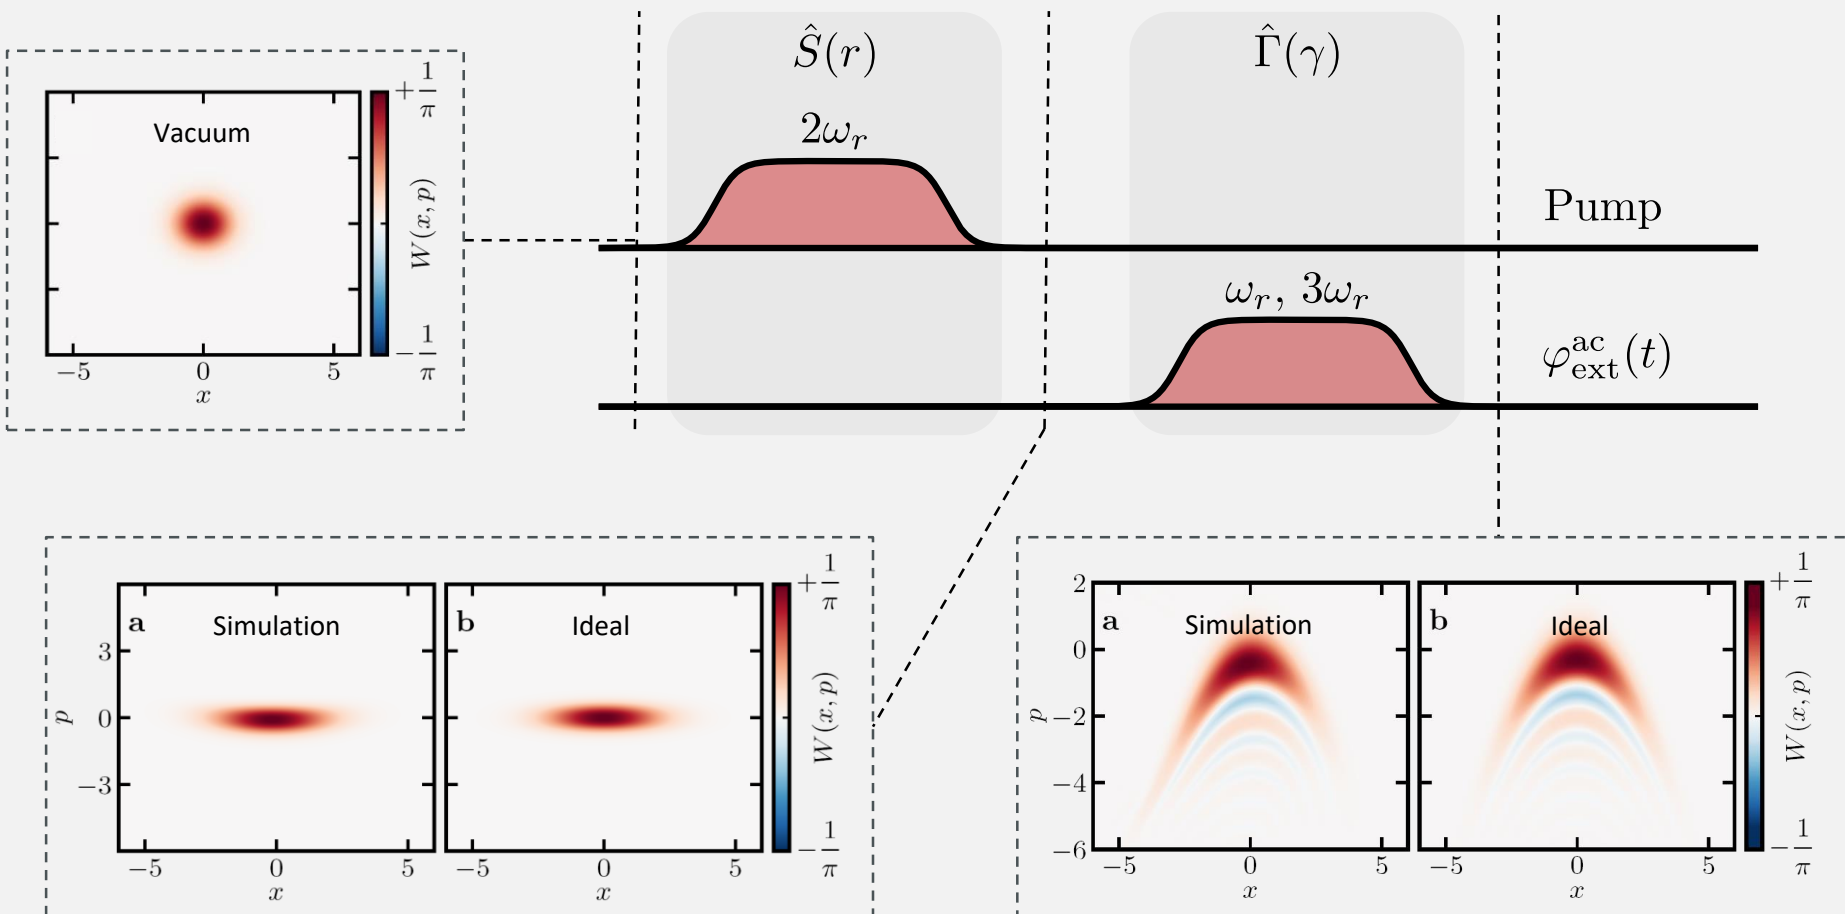 Ŝ(r)
Γ̂(γ)
2ω_r
Pump
ω_r, 3ω_r
φ_ext^ac(t)
Vacuum
+1/π
W(x, p)
−1/π
−5 0 5
x
a Simulation
b Ideal
+1/π
3
0
−3
p
W(x, p)
−1/π
−5 0 5
x
−5 0 5
x
a Simulation
b Ideal
+1/π
2
0
−2
−4
−6
p
W(x, p)
−1/π
−5 0 5
x
−5 0 5
x